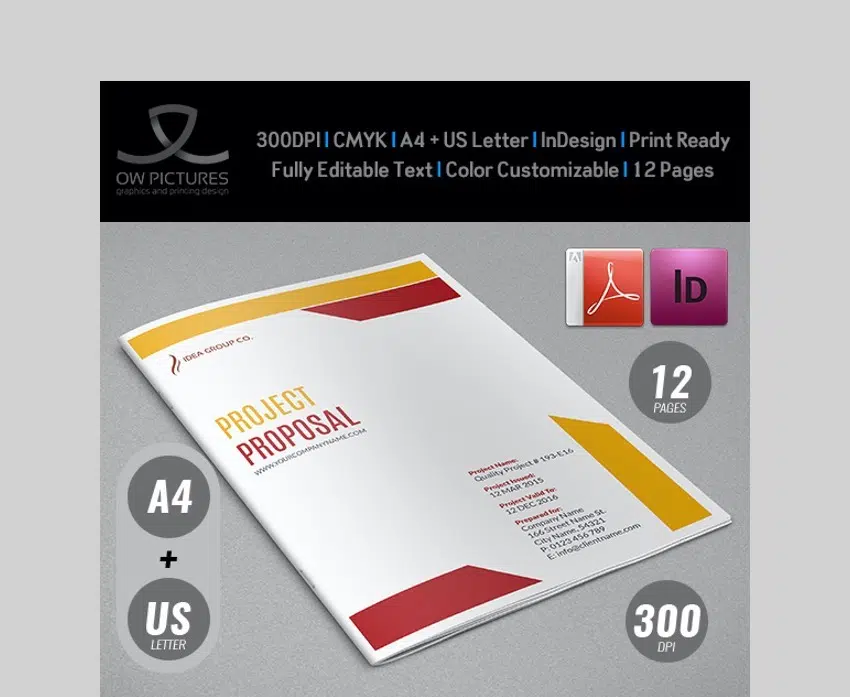 300DPI | CMYK | A4 + US Letter | InDesign | Print Ready
Fully Editable Text | Color Customizable | 12 Pages
OW PICTURES
graphics and printing design
ID
12
PAGES
IDEA GROUP CO.
PROJECT
PROPOSAL
WWW.YOURCOMPANYNAME.COM
Project Name:
Quality Project # 193-E16
Project Issued:
12 MAR 2015
Project Valid To:
12 DEC 2016
Prepared for:
Company Name
166 Street Name St.
City Name, 54321
P: 0123 456 789
E: info@clientname.com
A4
+
US
LETTER
300
DPI